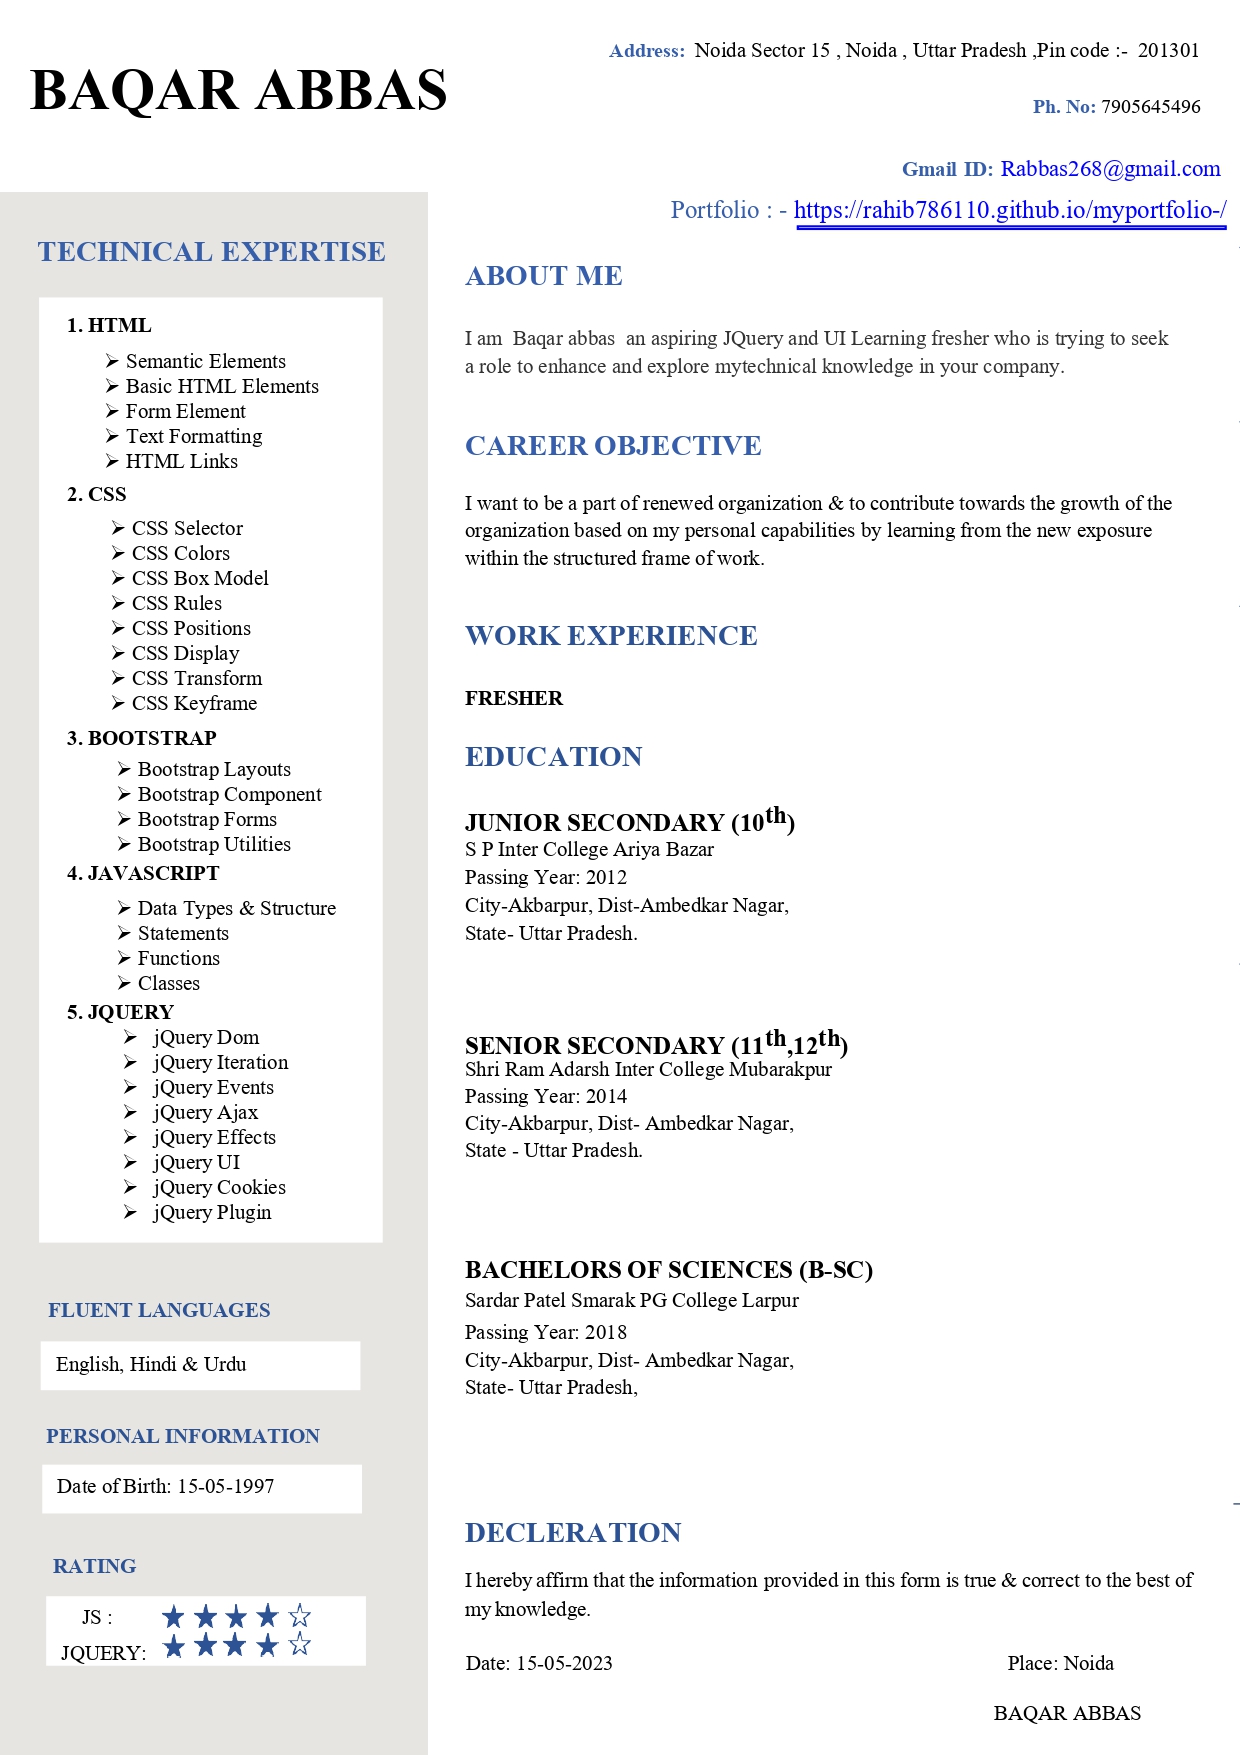 BAQAR ABBAS
Address: Noida Sector 15 , Noida , Uttar Pradesh ,Pin code :- 201301
Ph. No: 7905645496
Gmail ID: Rabbas268@gmail.com
Portfolio : - https://rahib786110.github.io/myportfolio-/
TECHNICAL EXPERTISE
1. HTML
➢ Semantic Elements
➢ Basic HTML Elements
➢ Form Element
➢ Text Formatting
➢ HTML Links
2. CSS
➢ CSS Selector
➢ CSS Colors
➢ CSS Box Model
➢ CSS Rules
➢ CSS Positions
➢ CSS Display
➢ CSS Transform
➢ CSS Keyframe
3. BOOTSTRAP
➢ Bootstrap Layouts
➢ Bootstrap Component
➢ Bootstrap Forms
➢ Bootstrap Utilities
4. JAVASCRIPT
➢ Data Types & Structure
➢ Statements
➢ Functions
➢ Classes
5. JQUERY
➢ jQuery Dom
➢ jQuery Iteration
➢ jQuery Events
➢ jQuery Ajax
➢ jQuery Effects
➢ jQuery UI
➢ jQuery Cookies
➢ jQuery Plugin
FLUENT LANGUAGES
English, Hindi & Urdu
PERSONAL INFORMATION
Date of Birth: 15-05-1997
RATING
JS : ★ ★ ★ ★ ☆
JQUERY: ★ ★ ★ ★ ☆
ABOUT ME
I am Baqar abbas an aspiring JQuery and UI Learning fresher who is trying to seek
a role to enhance and explore mytechnical knowledge in your company.
CAREER OBJECTIVE
I want to be a part of renewed organization & to contribute towards the growth of the
organization based on my personal capabilities by learning from the new exposure
within the structured frame of work.
WORK EXPERIENCE
FRESHER
EDUCATION
JUNIOR SECONDARY (10th)
S P Inter College Ariya Bazar
Passing Year: 2012
City-Akbarpur, Dist-Ambedkar Nagar,
State- Uttar Pradesh.
SENIOR SECONDARY (11th,12th)
Shri Ram Adarsh Inter College Mubarakpur
Passing Year: 2014
City-Akbarpur, Dist- Ambedkar Nagar,
State - Uttar Pradesh.
BACHELORS OF SCIENCES (B-SC)
Sardar Patel Smarak PG College Larpur
Passing Year: 2018
City-Akbarpur, Dist- Ambedkar Nagar,
State- Uttar Pradesh,
DECLERATION
I hereby affirm that the information provided in this form is true & correct to the best of
my knowledge.
Date: 15-05-2023 Place: Noida
BAQAR ABBAS